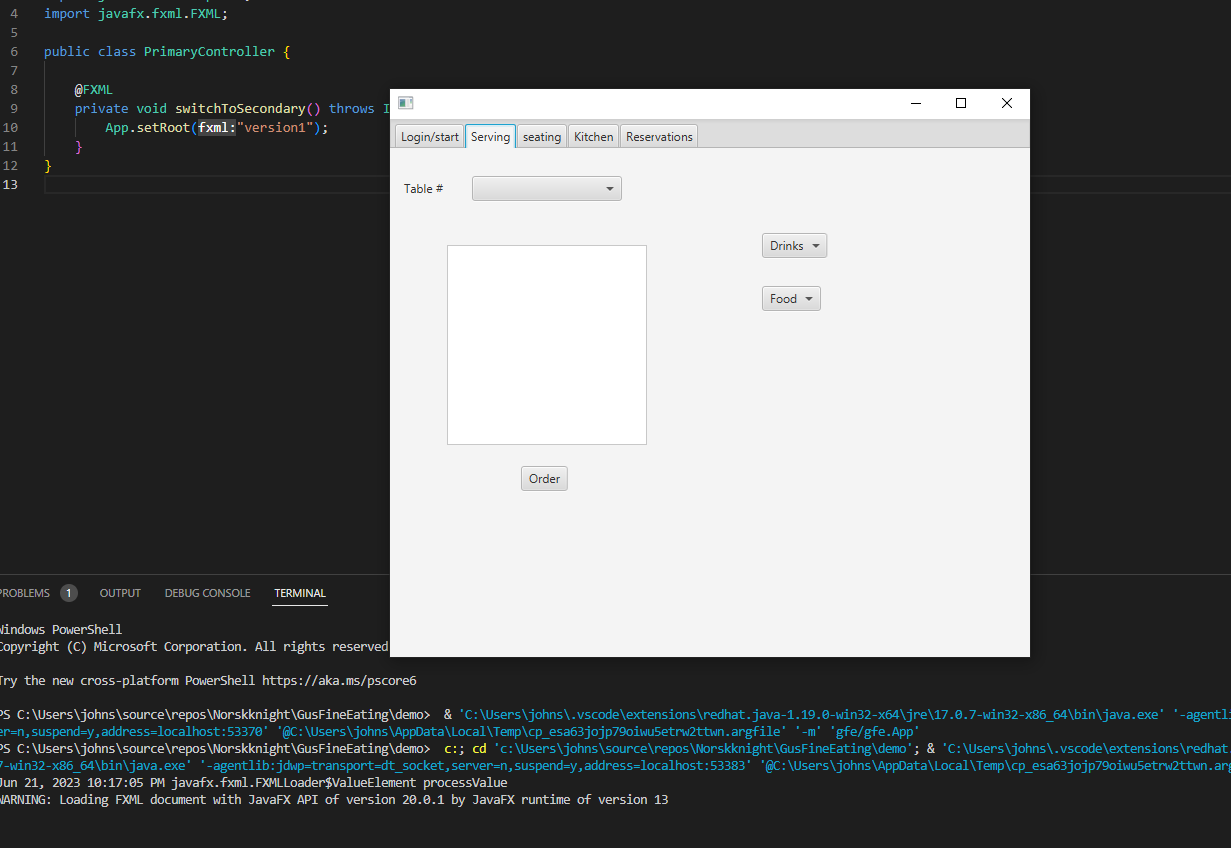 4 import javafx.fxml.FXML;
5
6 public class PrimaryController {
7
8 @FXML
9 private void switchToSecondary() throws I
10 App.setRoot(fxml:"version1");
11 }
12 }
13
Login/start Serving seating Kitchen Reservations
Table #
Drinks
Food
Order
PROBLEMS 1 OUTPUT DEBUG CONSOLE TERMINAL
Windows PowerShell
Copyright (C) Microsoft Corporation. All rights reserved
Try the new cross-platform PowerShell https://aka.ms/pscore6
PS C:\Users\johns\source\repos\Norskknight\GusFineEating\demo> & 'C:\Users\johns\.vscode\extensions\redhat.java-1.19.0-win32-x64\jre\17.0.7-win32-x86_64\bin\java.exe' '-agentli
er=n,suspend=y,address=localhost:53370' '@C:\Users\johns\AppData\Local\Temp\cp_esa63jojp79oiwu5etrw2ttwn.argfile' '-m' 'gfe/gfe.App'
PS C:\Users\johns\source\repos\Norskknight\GusFineEating\demo> c:; cd 'c:\Users\johns\source\repos\Norskknight\GusFineEating\demo'; & 'C:\Users\johns\.vscode\extensions\redhat.
7-win32-x86_64\bin\java.exe' '-agentlib:jdwp=transport=dt_socket,server=n,suspend=y,address=localhost:53383' '@C:\Users\johns\AppData\Local\Temp\cp_esa63jojp79oiwu5etrw2ttwn.arg
Jun 21, 2023 10:17:05 PM javafx.fxml.FXMLLoader$ValueElement processValue
WARNING: Loading FXML document with JavaFX API of version 20.0.1 by JavaFX runtime of version 13